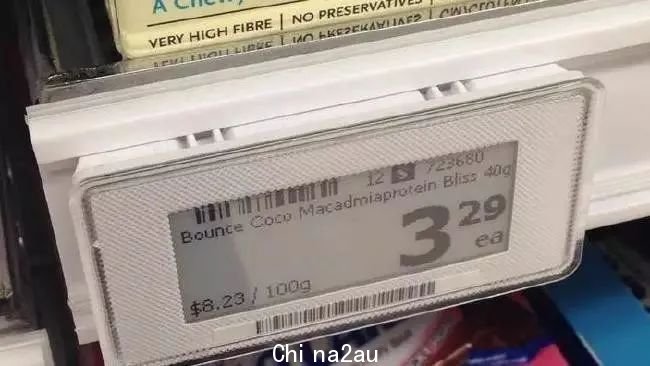 A Chewy
VERY HIGH FIBRE | NO PRESERVATIVES
12 S 723680
Bounce Coco Macadmiaprotein Bliss 40g
3 29
ea
$8.23 / 100g
Chi na2au